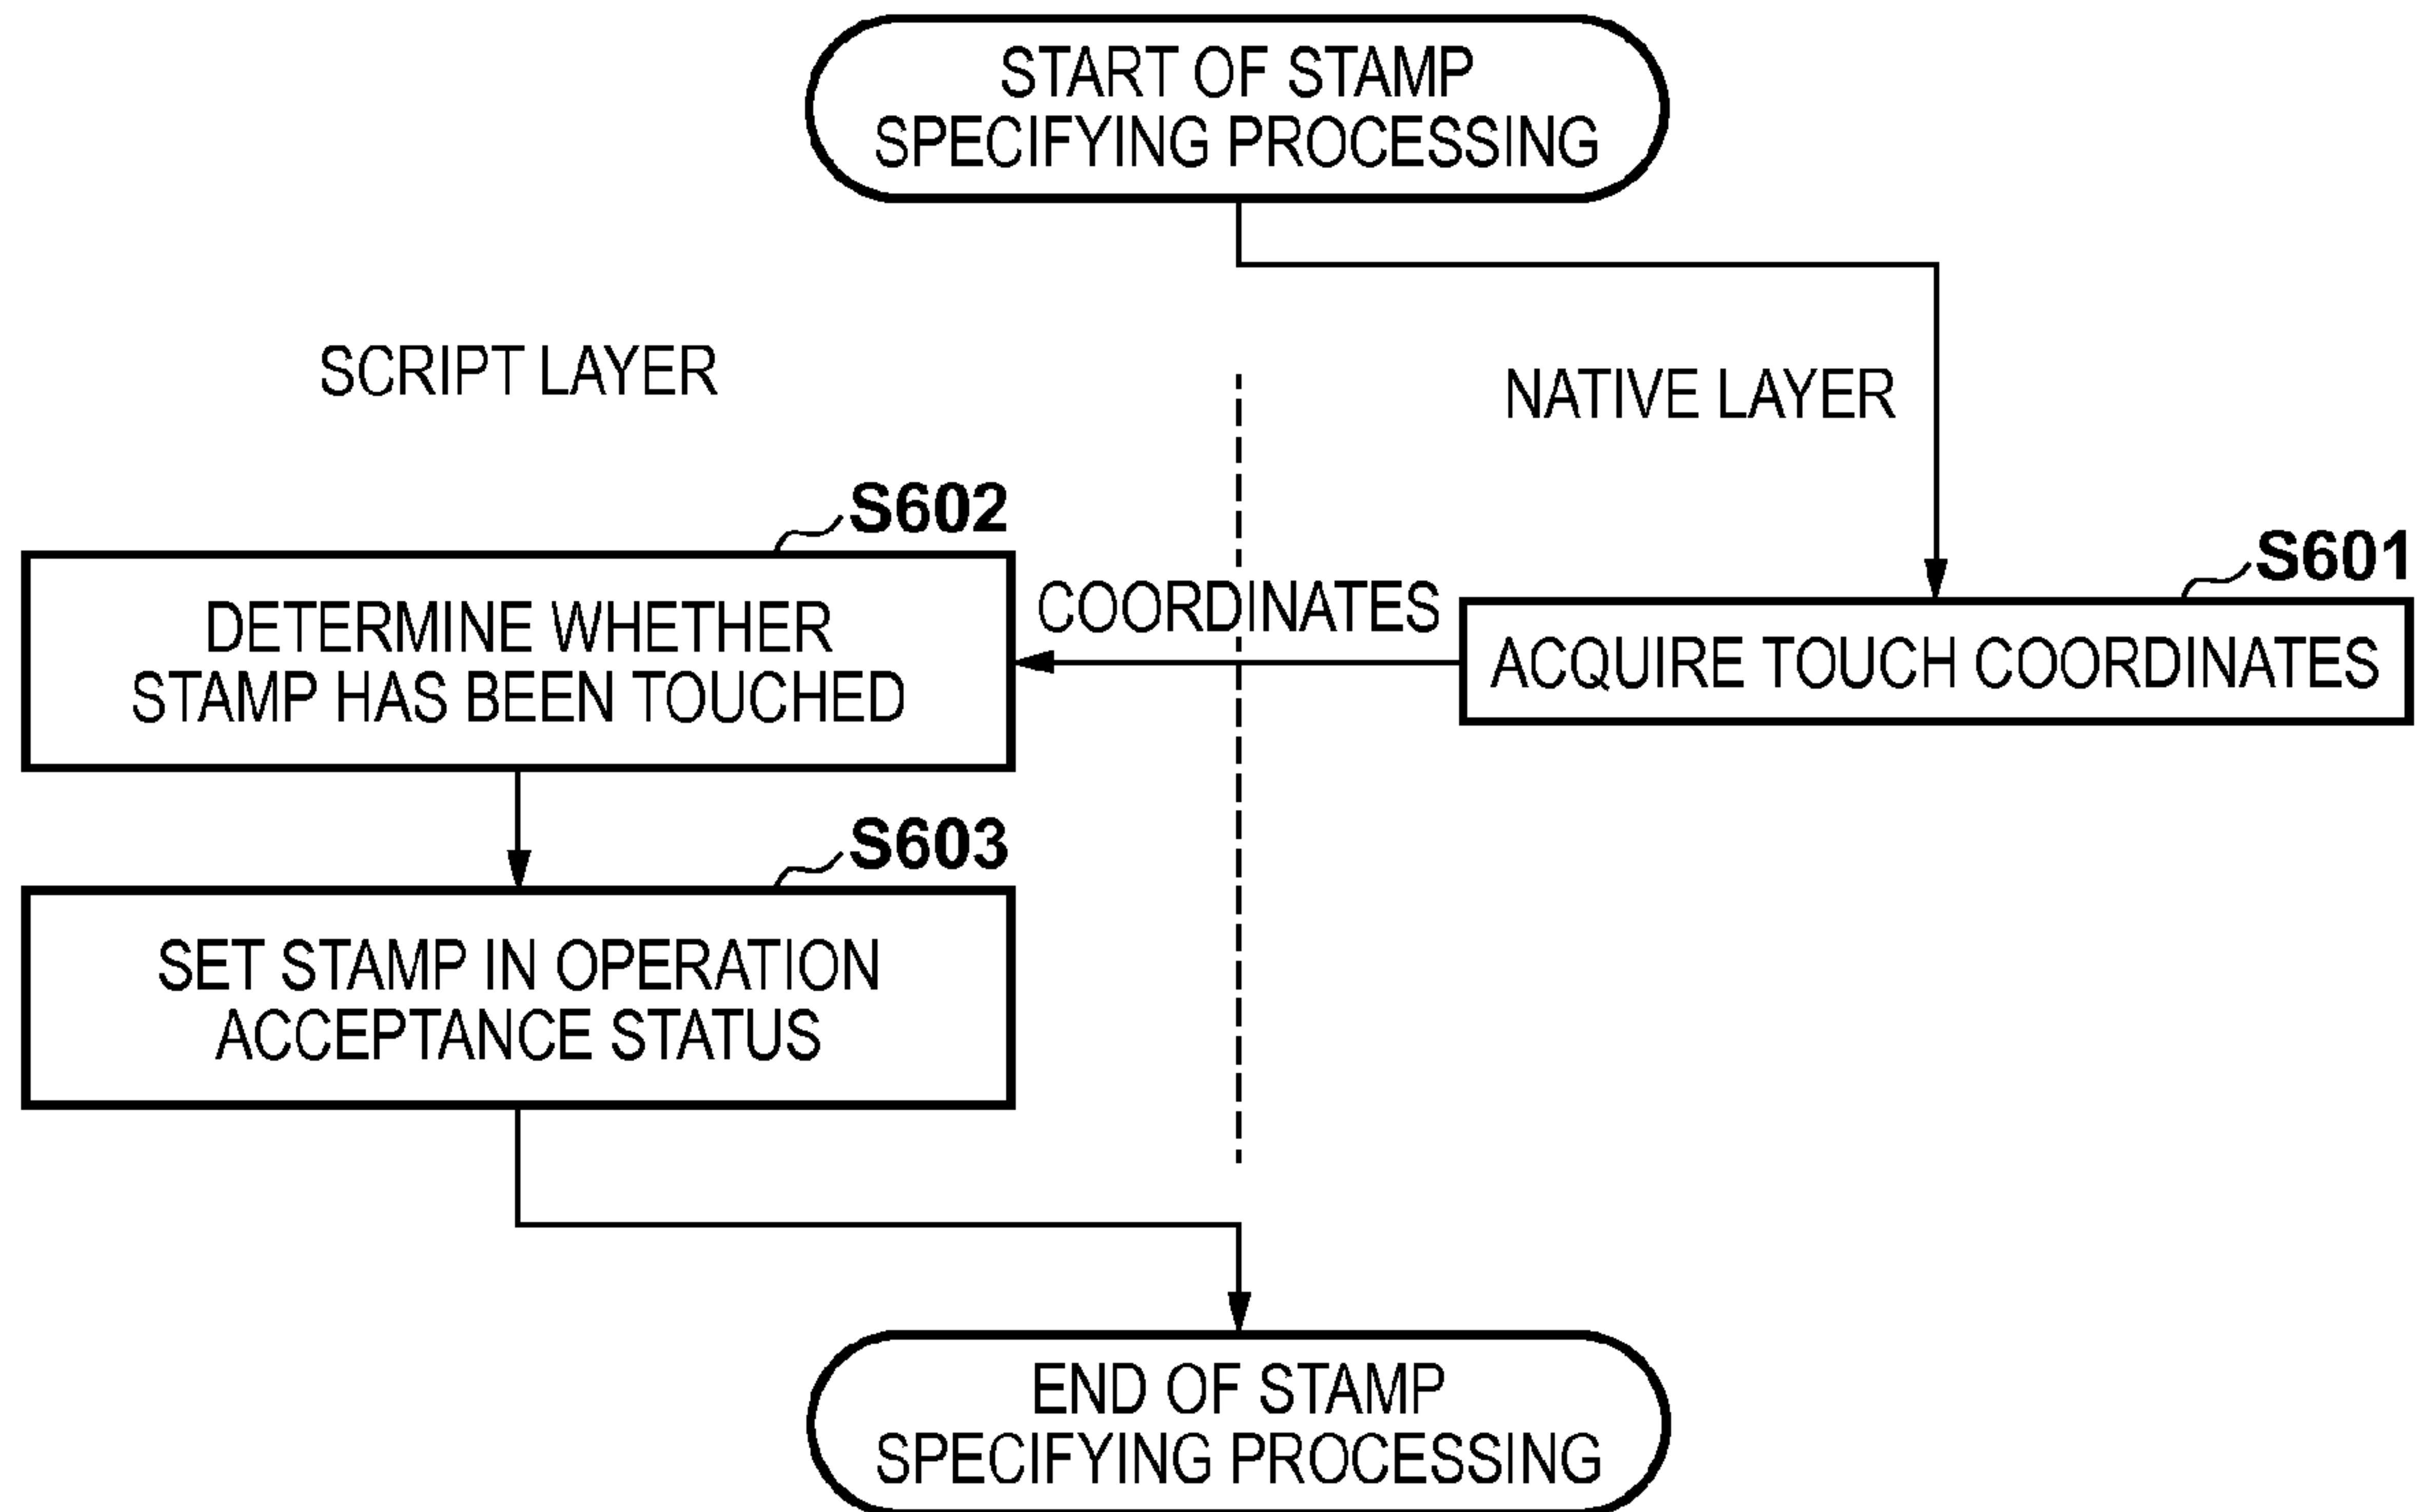 START OF STAMP
SPECIFYING PROCESSING
SCRIPT LAYER
NATIVE LAYER
S602
S601
DETERMINE WHETHER
STAMP HAS BEEN TOUCHED
COORDINATES
ACQUIRE TOUCH COORDINATES
S603
SET STAMP IN OPERATION
ACCEPTANCE STATUS
END OF STAMP
SPECIFYING PROCESSING